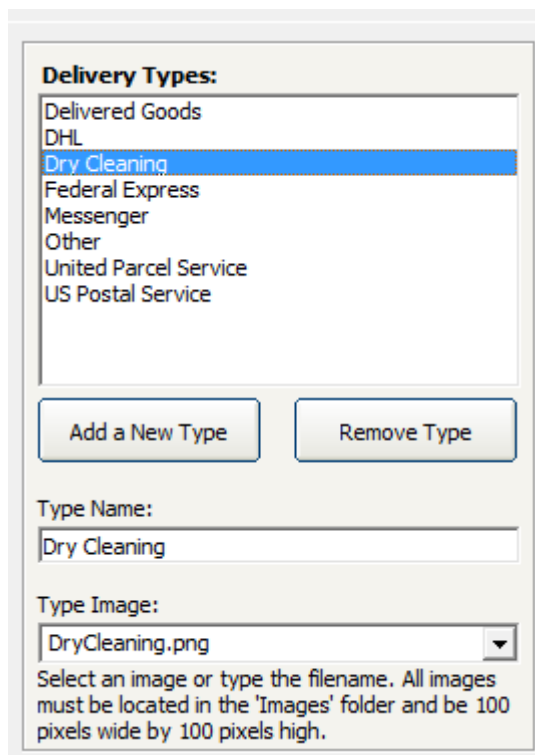 Delivery Types:
Delivered Goods
DHL
Dry Cleaning
Federal Express
Messenger
Other
United Parcel Service
US Postal Service
Add a New Type
Remove Type
Type Name:
Dry Cleaning
Type Image:
DryCleaning.png
Select an image or type the filename. All images
must be located in the 'Images' folder and be 100
pixels wide by 100 pixels high.